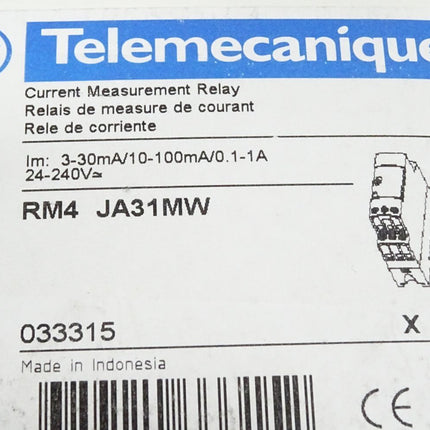 Telemecanique
Current Measurement Relay
Relais de measure de courant
Rele de corriente
Im: 3-30mA/10-100mA/0.1-1A
24-240V≃
RM4 JA31MW
033315
X
Made in Indonesia
CE